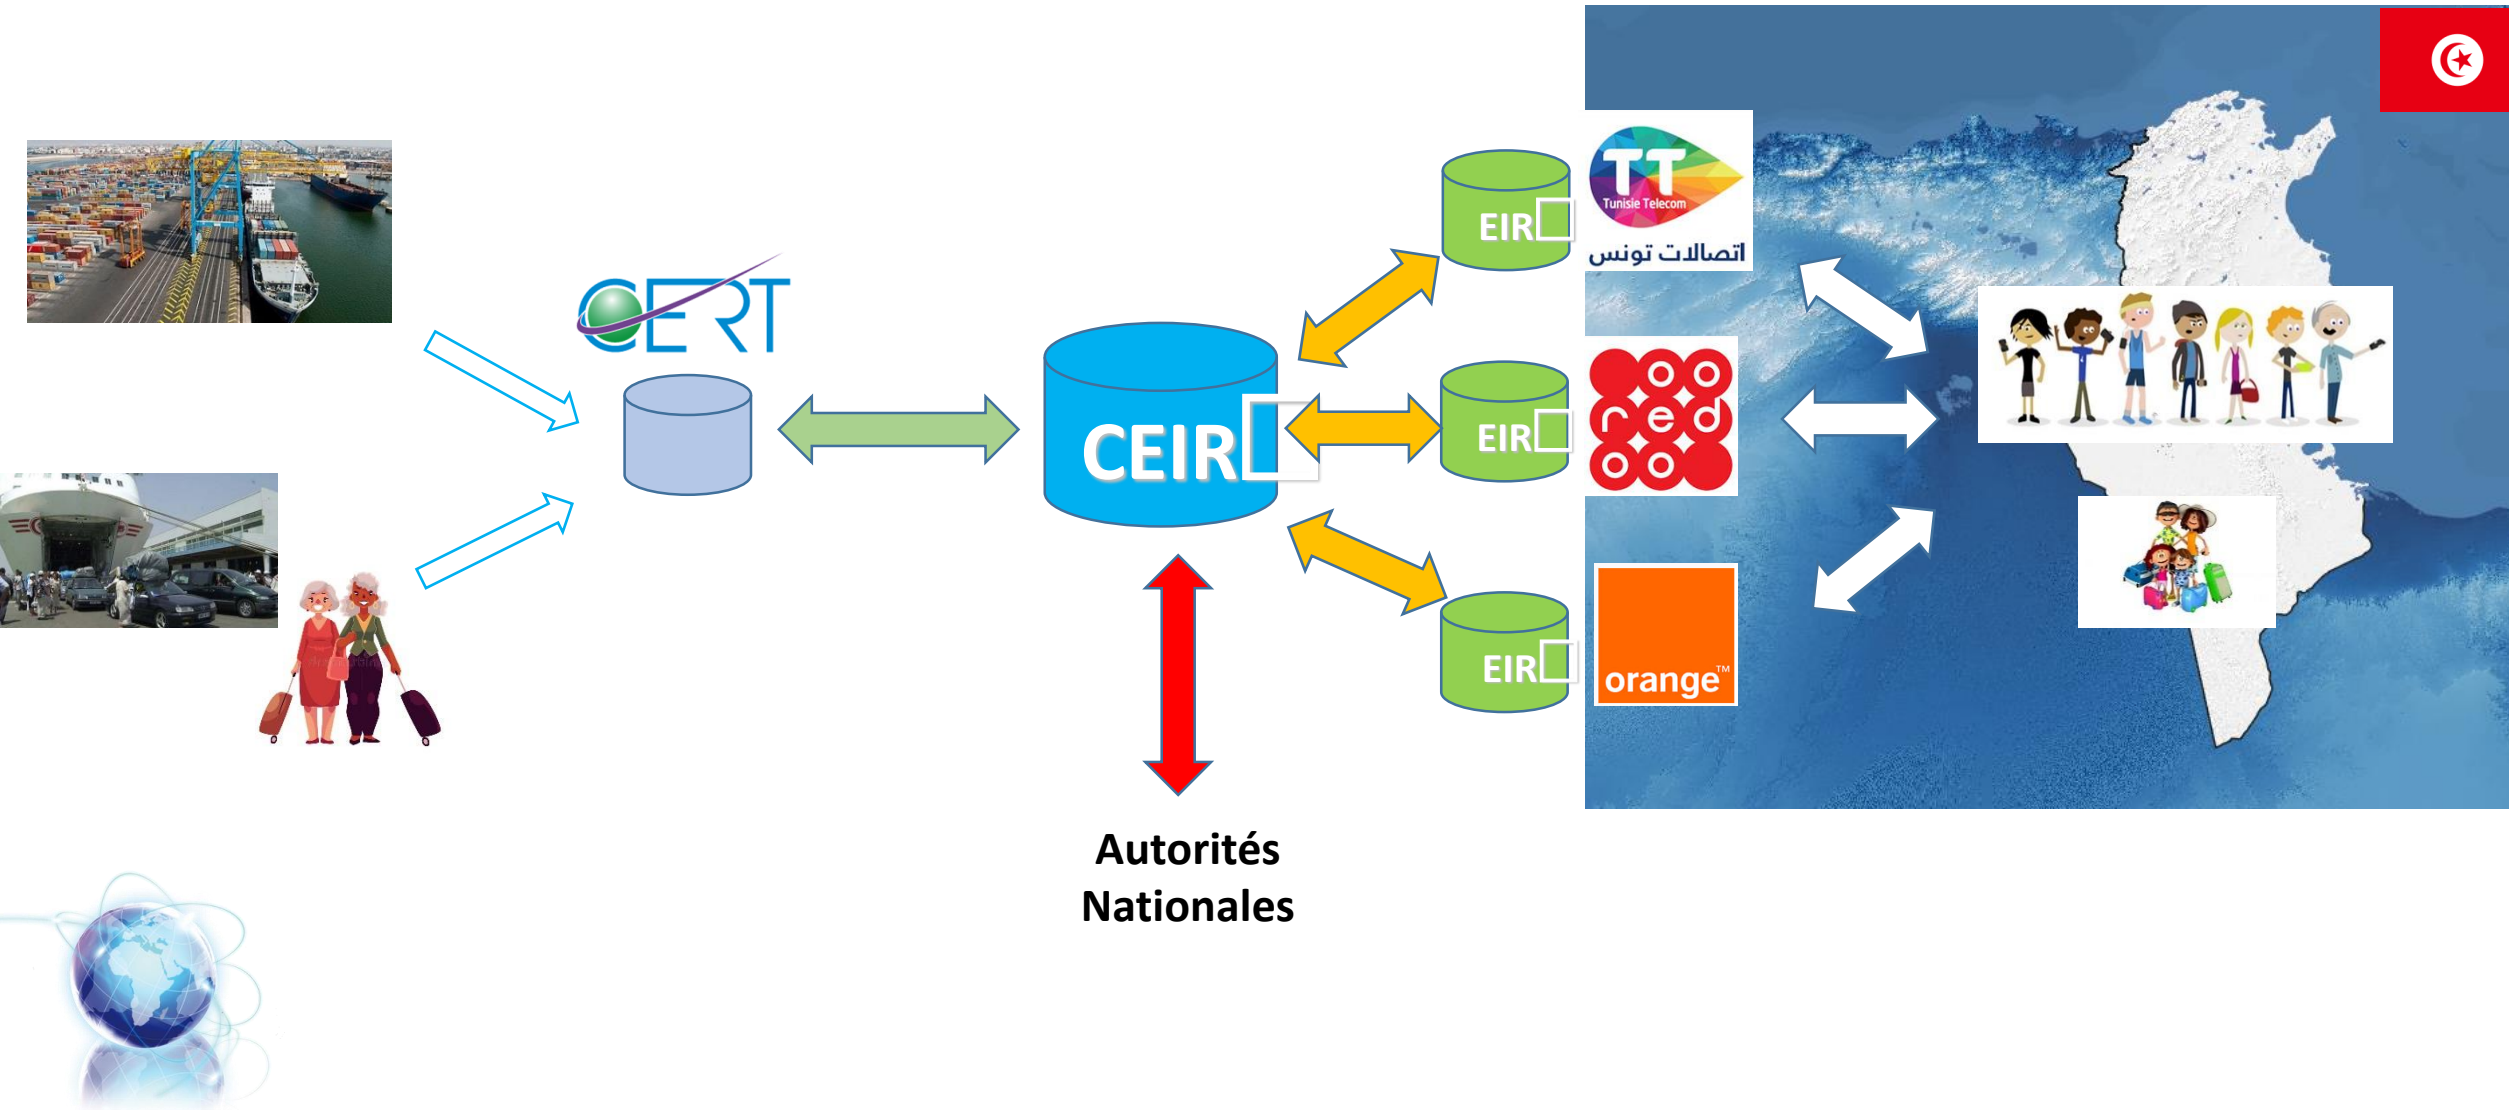 CERT
CEIR
EIR
TT
Tunisie Telecom
اتصالات تونس
EIR
ooredoo
EIR
orange™
Autorités
Nationales